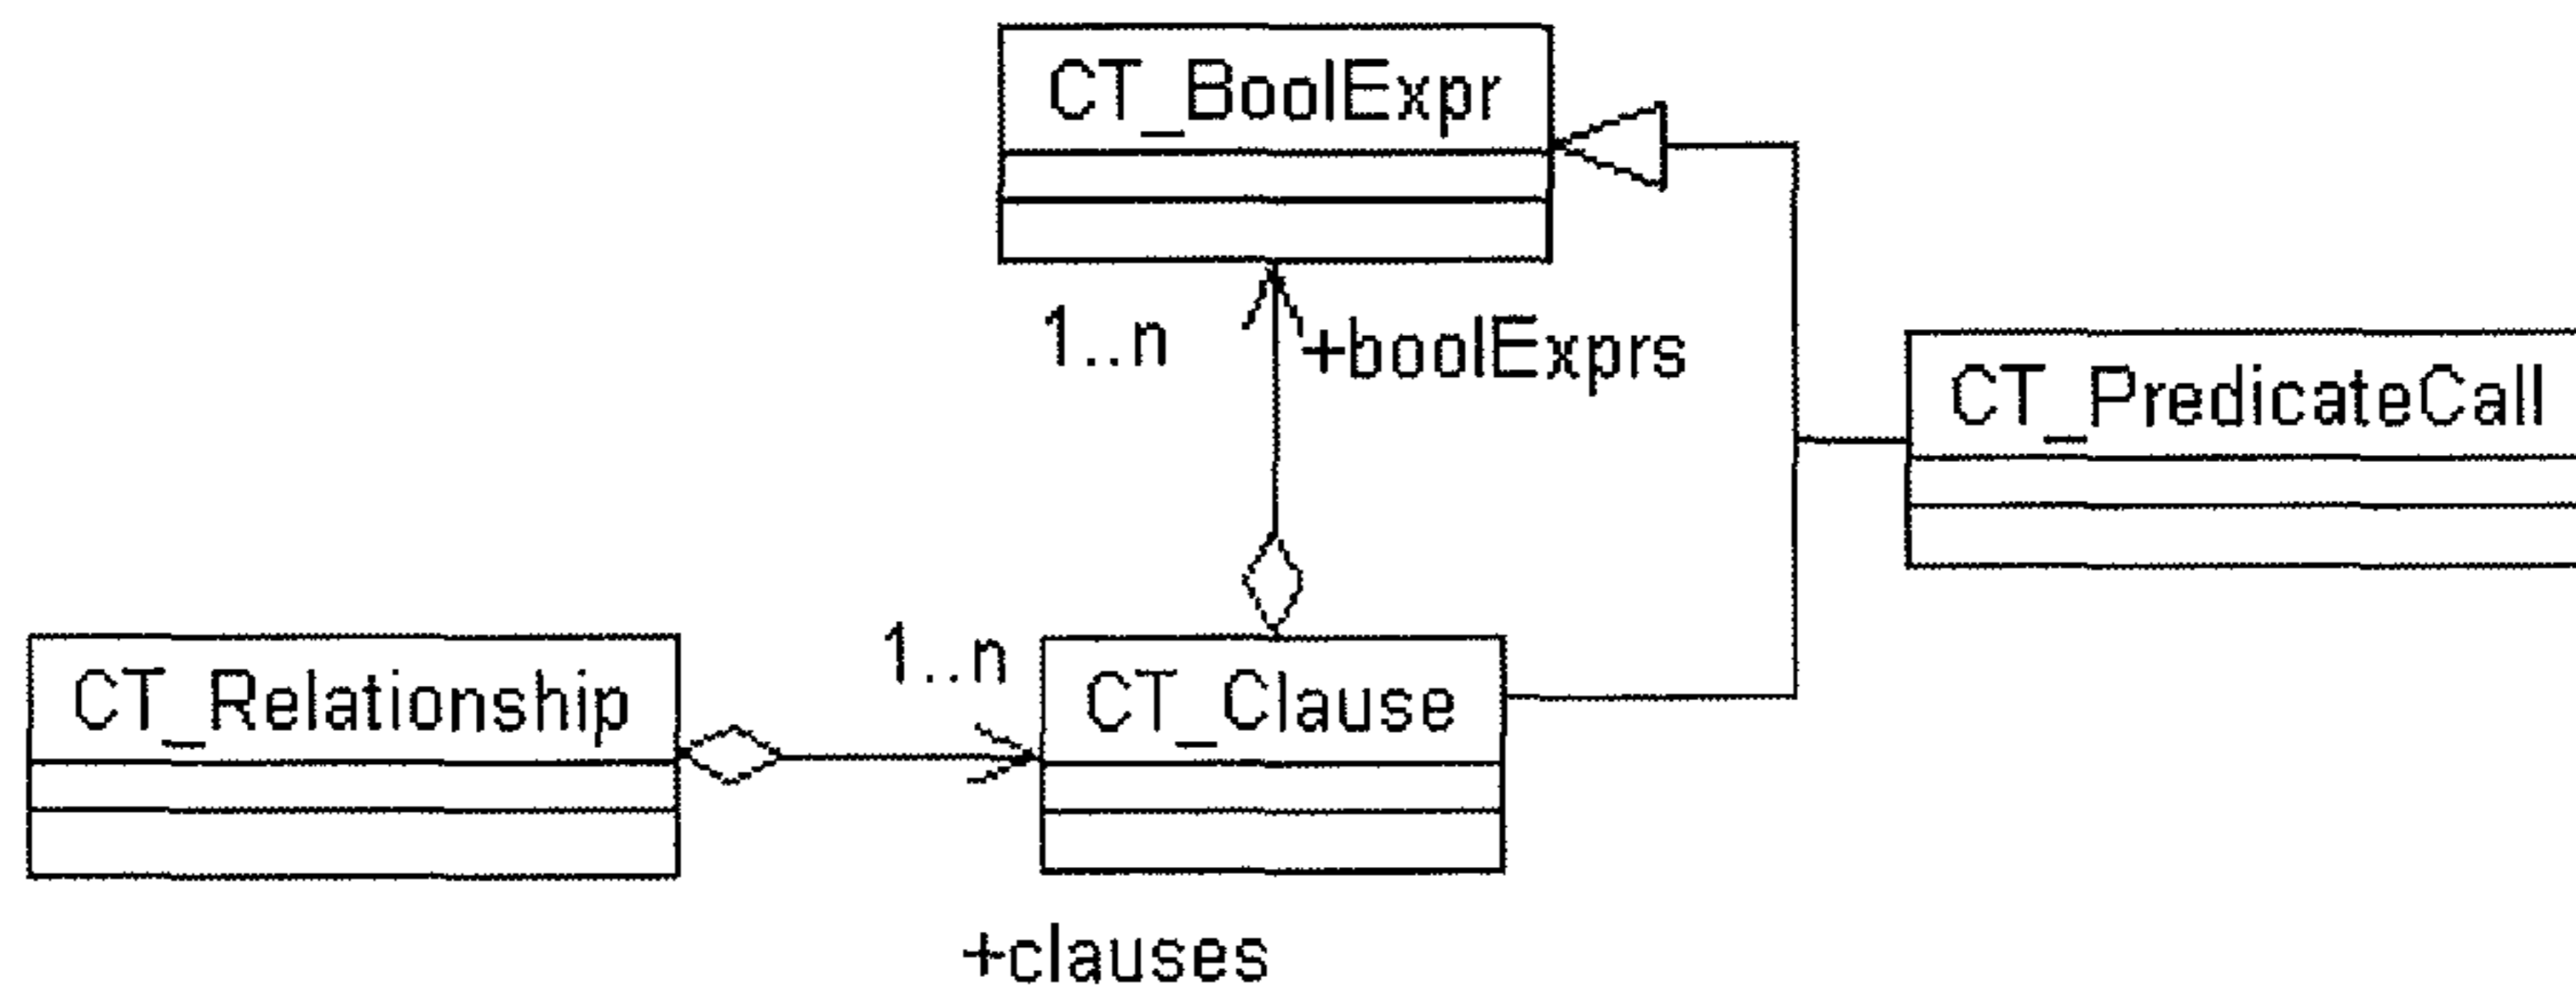 CT_BoolExpr
1..n
+boolExprs
CT_PredicateCall
CT_Relationship
1..n
CT_Clause
+clauses